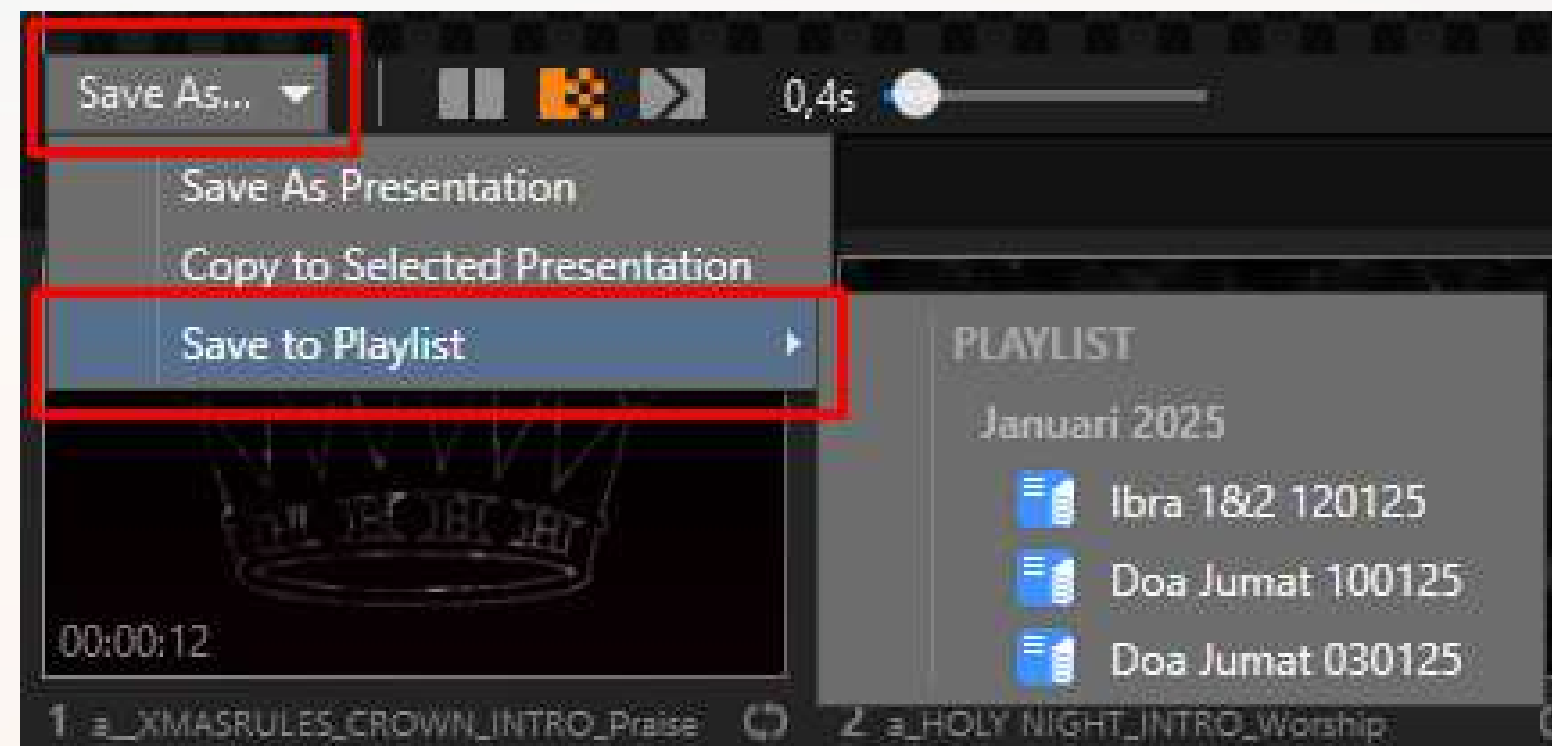 Save As...
0,4s
Save As Presentation
Copy to Selected Presentation
Save to Playlist
PLAYLIST
Januari 2025
Ibra 1&2 120125
Doa Jumat 100125
Doa Jumat 030125
00:00:12
1 a__XMASRULES_CROWN_INTRO_Praise
2 a_HOLY NIGHT_INTRO_Worship